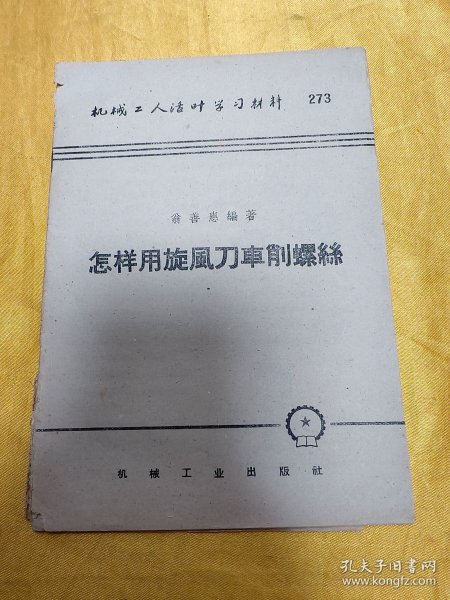 机械工人活叶学习材料 273
翁善惠編著
怎样用旋風刀車削螺絲
机械工业出版社
孔夫子旧书网
www.kongfz.com